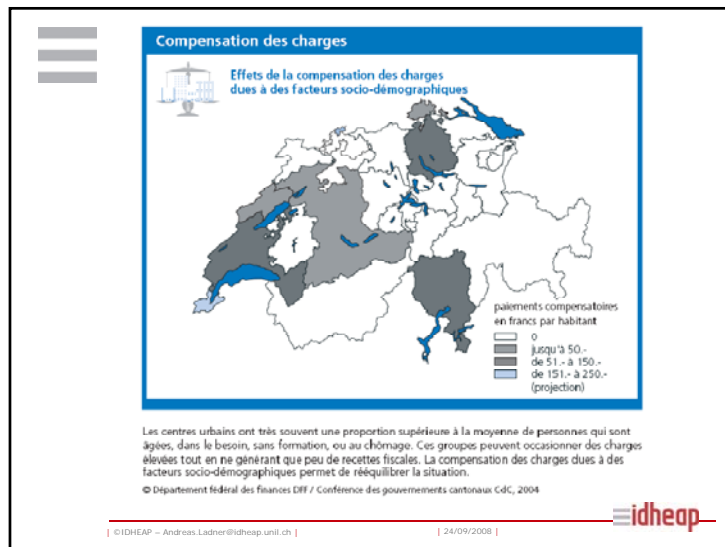 Compensation des charges
Effets de la compensation des charges
dues à des facteurs socio-démographiques
paiements compensatoires
en francs par habitant
0
jusqu'à 50.-
de 51.- à 150.-
de 151.- à 250.-
(projection)
Les centres urbains ont très souvent une proportion supérieure à la moyenne de personnes qui sont
âgées, dans le besoin, sans formation, ou au chômage. Ces groupes peuvent occasionner des charges
élevées tout en ne générant que peu de recettes fiscales. La compensation des charges dues à des
facteurs socio-démographiques permet de rééquilibrer la situation.
© Département fédéral des finances DFF / Conférence des gouvernements cantonaux CdC, 2004
idheap
| ©IDHEAP – Andreas.Ladner@idheap.unil.ch | | 24/09/2008 |